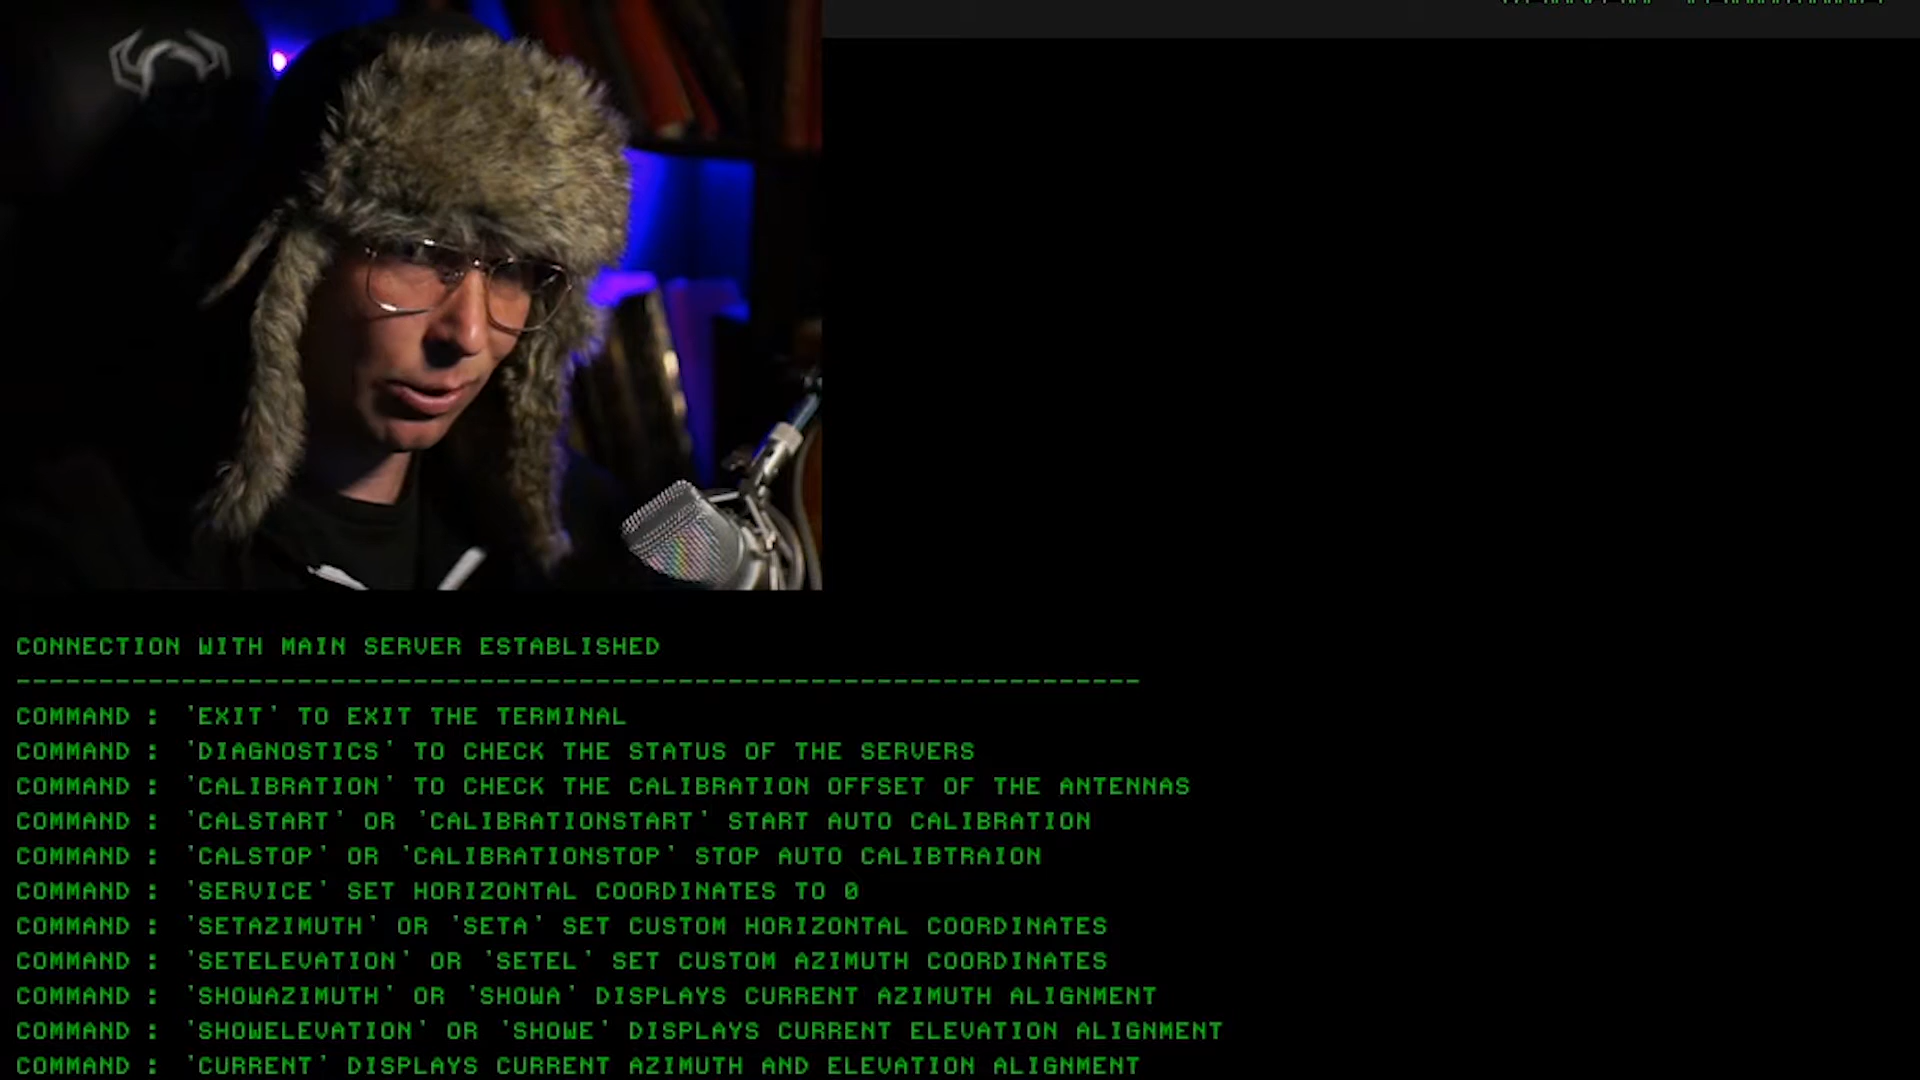 CONNECTION WITH MAIN SERVER ESTABLISHED
--------------------------------------------------------------------
COMMAND : 'EXIT' TO EXIT THE TERMINAL
COMMAND : 'DIAGNOSTICS' TO CHECK THE STATUS OF THE SERVERS
COMMAND : 'CALIBRATION' TO CHECK THE CALIBRATION OFFSET OF THE ANTENNAS
COMMAND : 'CALSTART' OR 'CALIBRATIONSTART' START AUTO CALIBRATION
COMMAND : 'CALSTOP' OR 'CALIBRATIONSTOP' STOP AUTO CALIBTRAION
COMMAND : 'SERVICE' SET HORIZONTAL COORDINATES TO 0
COMMAND : 'SETAZIMUTH' OR 'SETA' SET CUSTOM HORIZONTAL COORDINATES
COMMAND : 'SETELEVATION' OR 'SETEL' SET CUSTOM AZIMUTH COORDINATES
COMMAND : 'SHOWAZIMUTH' OR 'SHOWA' DISPLAYS CURRENT AZIMUTH ALIGNMENT
COMMAND : 'SHOWELEVATION' OR 'SHOWE' DISPLAYS CURRENT ELEVATION ALIGNMENT
COMMAND : 'CURRENT' DISPLAYS CURRENT AZIMUTH AND ELEVATION ALIGNMENT